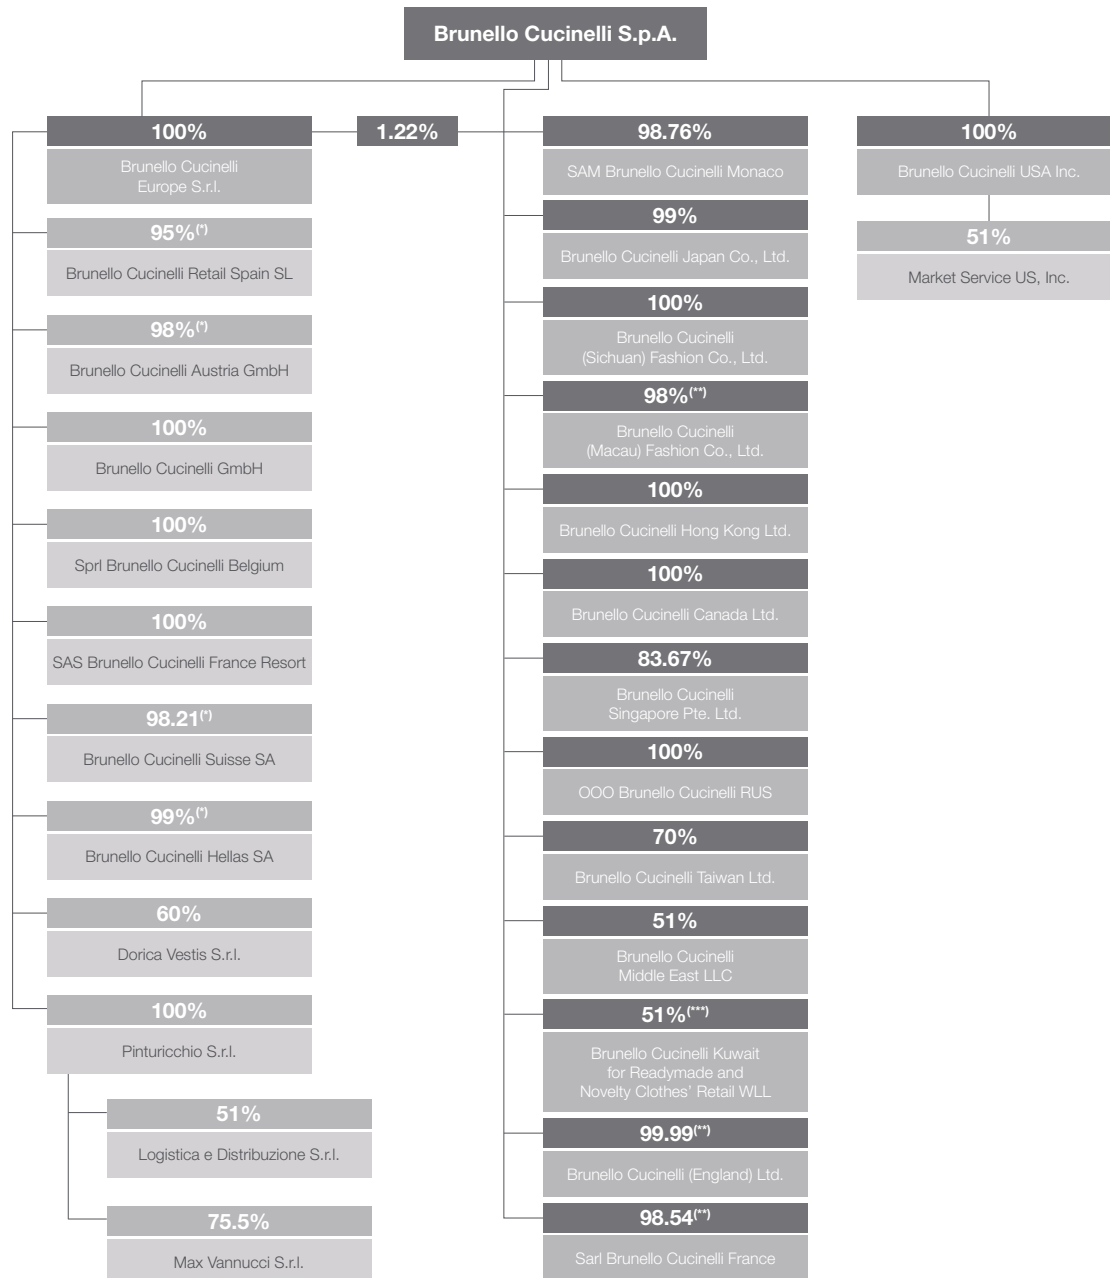 Brunello Cucinelli S.p.A.
100%
Brunello Cucinelli
Europe S.r.l.
95%(*)
Brunello Cucinelli Retail Spain SL
98%(*)
Brunello Cucinelli Austria GmbH
100%
Brunello Cucinelli GmbH
100%
Sprl Brunello Cucinelli Belgium
100%
SAS Brunello Cucinelli France Resort
98.21(*)
Brunello Cucinelli Suisse SA
99%(*)
Brunello Cucinelli Hellas SA
60%
Dorica Vestis S.r.l.
100%
Pinturicchio S.r.l.
51%
Logistica e Distribuzione S.r.l.
75.5%
Max Vannucci S.r.l.
1.22%
98.76%
SAM Brunello Cucinelli Monaco
99%
Brunello Cucinelli Japan Co., Ltd.
100%
Brunello Cucinelli
(Sichuan) Fashion Co., Ltd.
98%(**)
Brunello Cucinelli
(Macau) Fashion Co., Ltd.
100%
Brunello Cucinelli Hong Kong Ltd.
100%
Brunello Cucinelli Canada Ltd.
83.67%
Brunello Cucinelli
Singapore Pte. Ltd.
100%
OOO Brunello Cucinelli RUS
70%
Brunello Cucinelli Taiwan Ltd.
51%
Brunello Cucinelli
Middle East LLC
51%(***)
Brunello Cucinelli Kuwait
for Readymade and
Novelty Clothes’ Retail WLL
99.99(**)
Brunello Cucinelli (England) Ltd.
98.54(**)
Sarl Brunello Cucinelli France
100%
Brunello Cucinelli USA Inc.
51%
Market Service US, Inc.